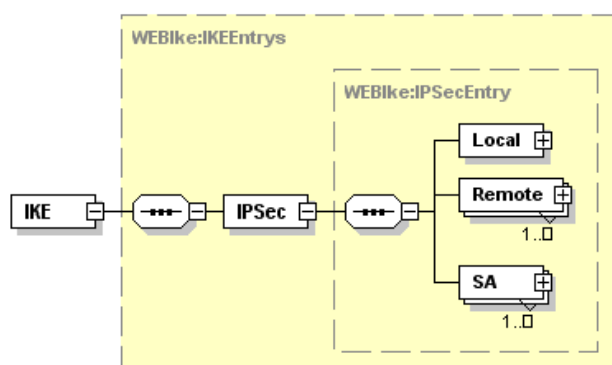 WEBIke:IKEEntrys
WEBIke:IPSecEntry
Local
Remote
1..▯
IKE
IPSec
SA
1..▯